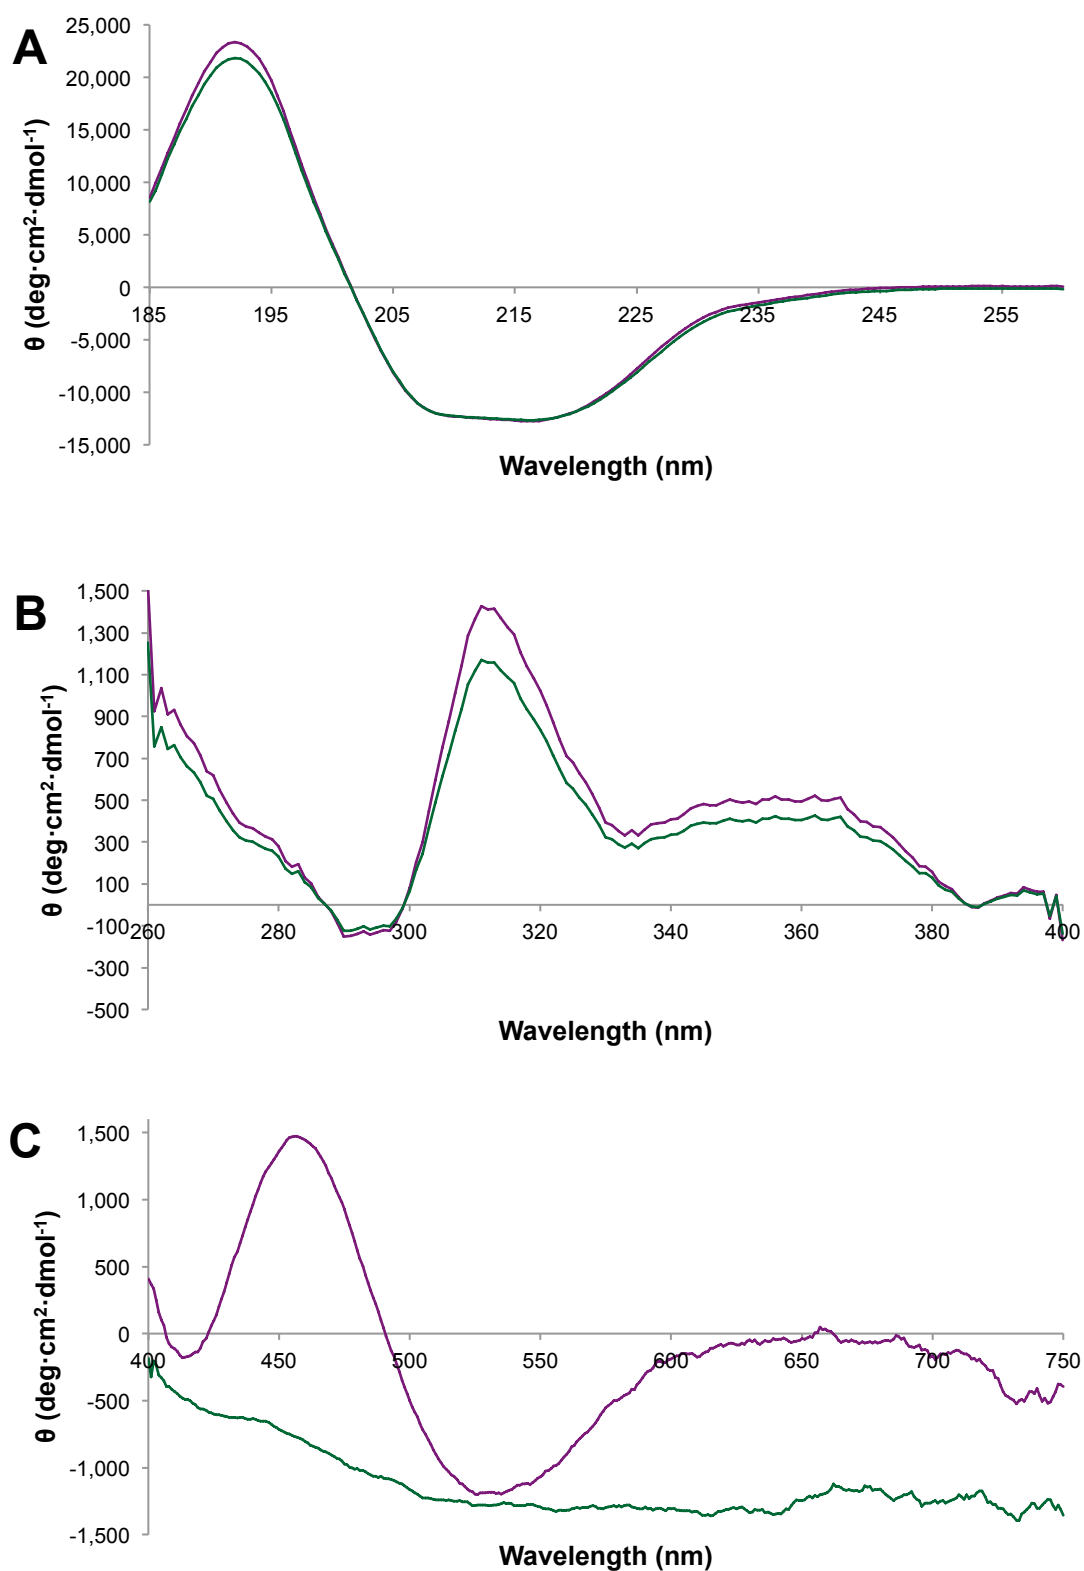 A
25,000
20,000
15,000
10,000
5,000
0
-5,000
-10,000
-15,000
185 195 205 215 225 235 245 255
θ (deg·cm²·dmol⁻¹)
Wavelength (nm)
B
1,500
1,300
1,100
900
700
500
300
100
-100
-300
-500
260 280 300 320 340 360 380 400
θ (deg·cm²·dmol⁻¹)
Wavelength (nm)
C
1,500
1,000
500
0
-500
-1,000
-1,500
400 450 500 550 600 650 700 750
θ (deg·cm²·dmol⁻¹)
Wavelength (nm)